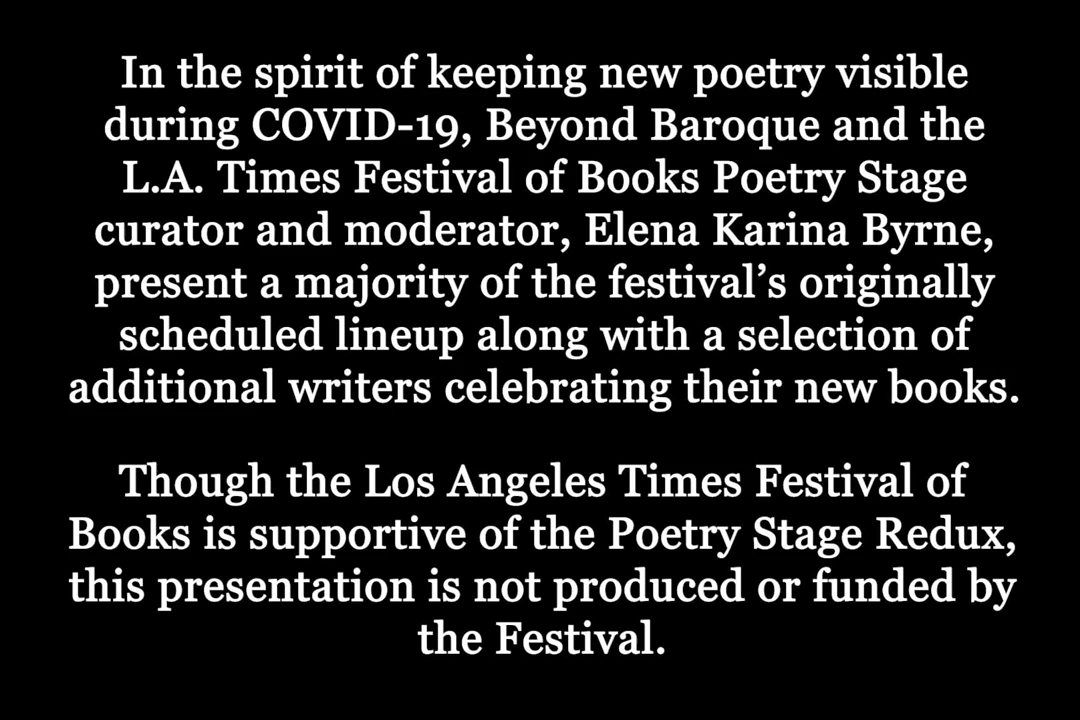 In the spirit of keeping new poetry visible
during COVID-19, Beyond Baroque and the
L.A. Times Festival of Books Poetry Stage
curator and moderator, Elena Karina Byrne,
present a majority of the festival’s originally
scheduled lineup along with a selection of
additional writers celebrating their new books.
Though the Los Angeles Times Festival of
Books is supportive of the Poetry Stage Redux,
this presentation is not produced or funded by
the Festival.